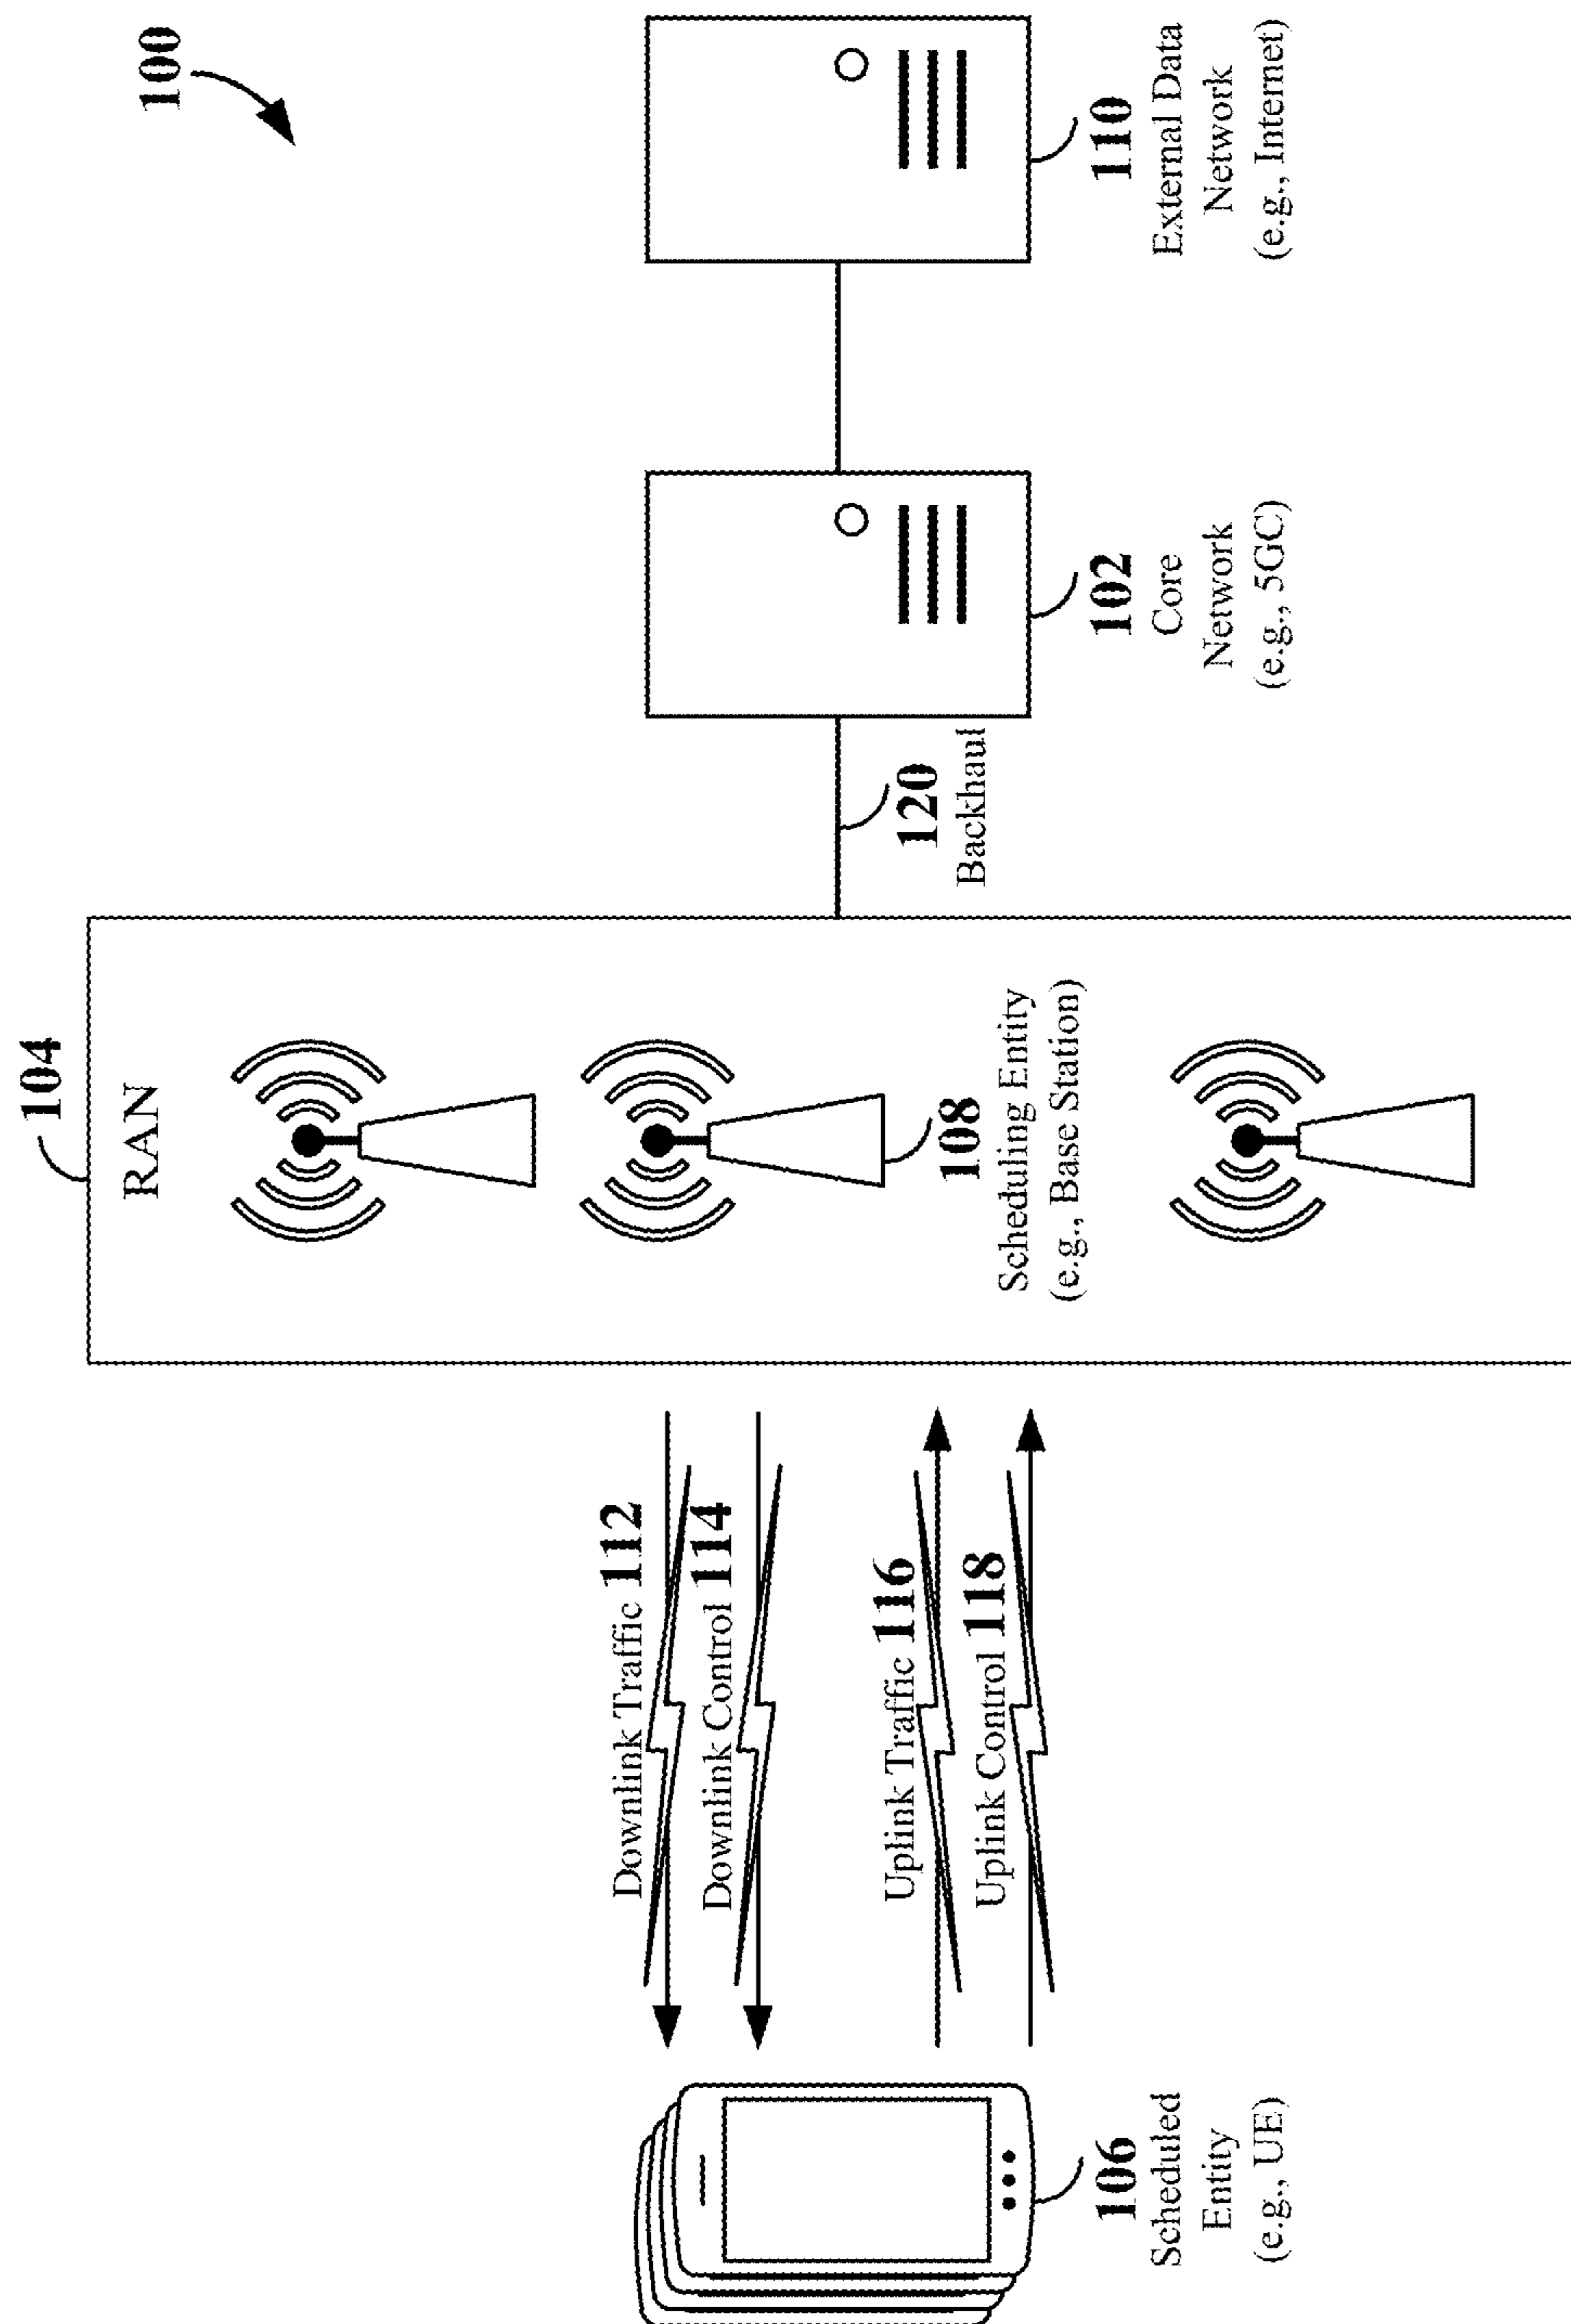 100
104
RAN
Downlink Traffic 112
Downlink Control 114
Uplink Traffic 116
Uplink Control 118
108
Scheduling Entity
(e.g., Base Station)
120
Backhaul
106
Scheduled
Entity
(e.g., UE)
102
Core
Network
(e.g., 5GC)
110
External Data
Network
(e.g., Internet)